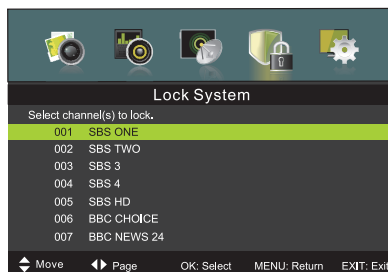 Lock System
Select channel(s) to lock.
001 SBS ONE
002 SBS TWO
003 SBS 3
004 SBS 4
005 SBS HD
006 BBC CHOICE
007 BBC NEWS 24
Move Page OK: Select MENU: Return EXIT: Exit